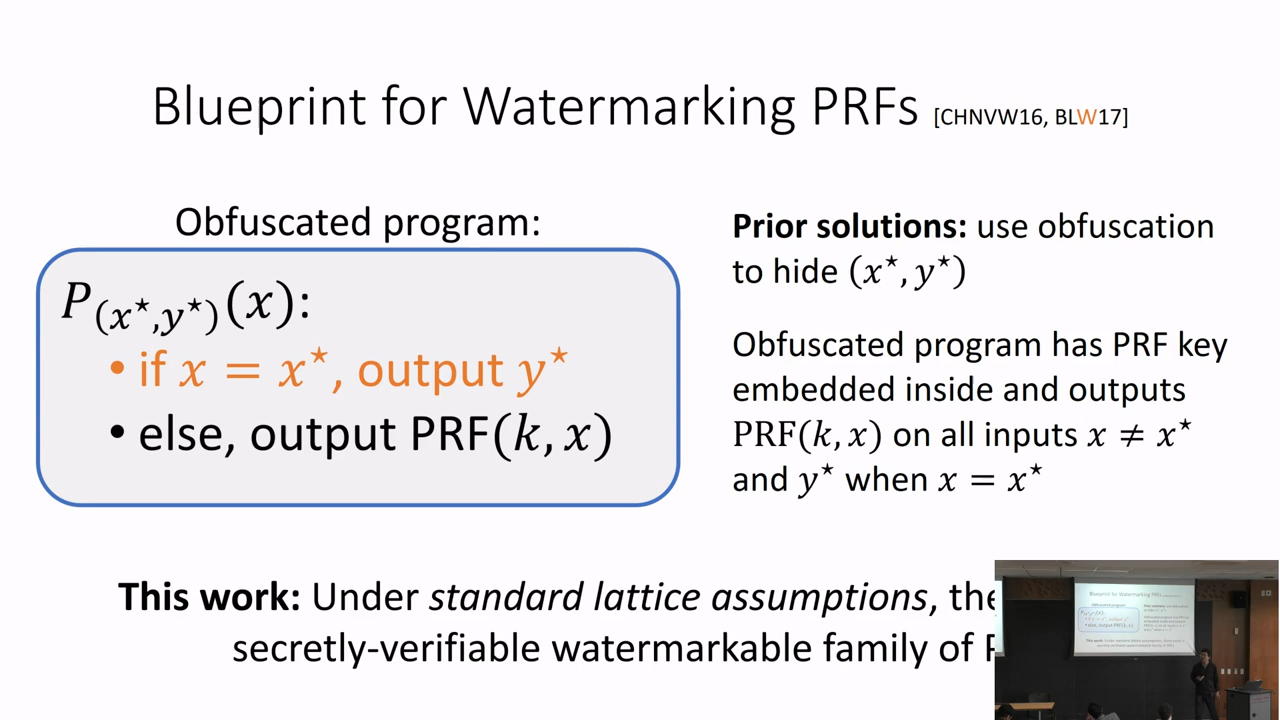 Blueprint for Watermarking PRFs [CHNVW16, BLW17]
Obfuscated program:
P(x⋆,y⋆)(x):
• if x = x⋆, output y⋆
• else, output PRF(k, x)
Prior solutions: use obfuscation
to hide (x⋆, y⋆)
Obfuscated program has PRF key
embedded inside and outputs
PRF(k, x) on all inputs x ≠ x⋆
and y⋆ when x = x⋆
This work: Under standard lattice assumptions,
secretly-verifiable watermarkable family of